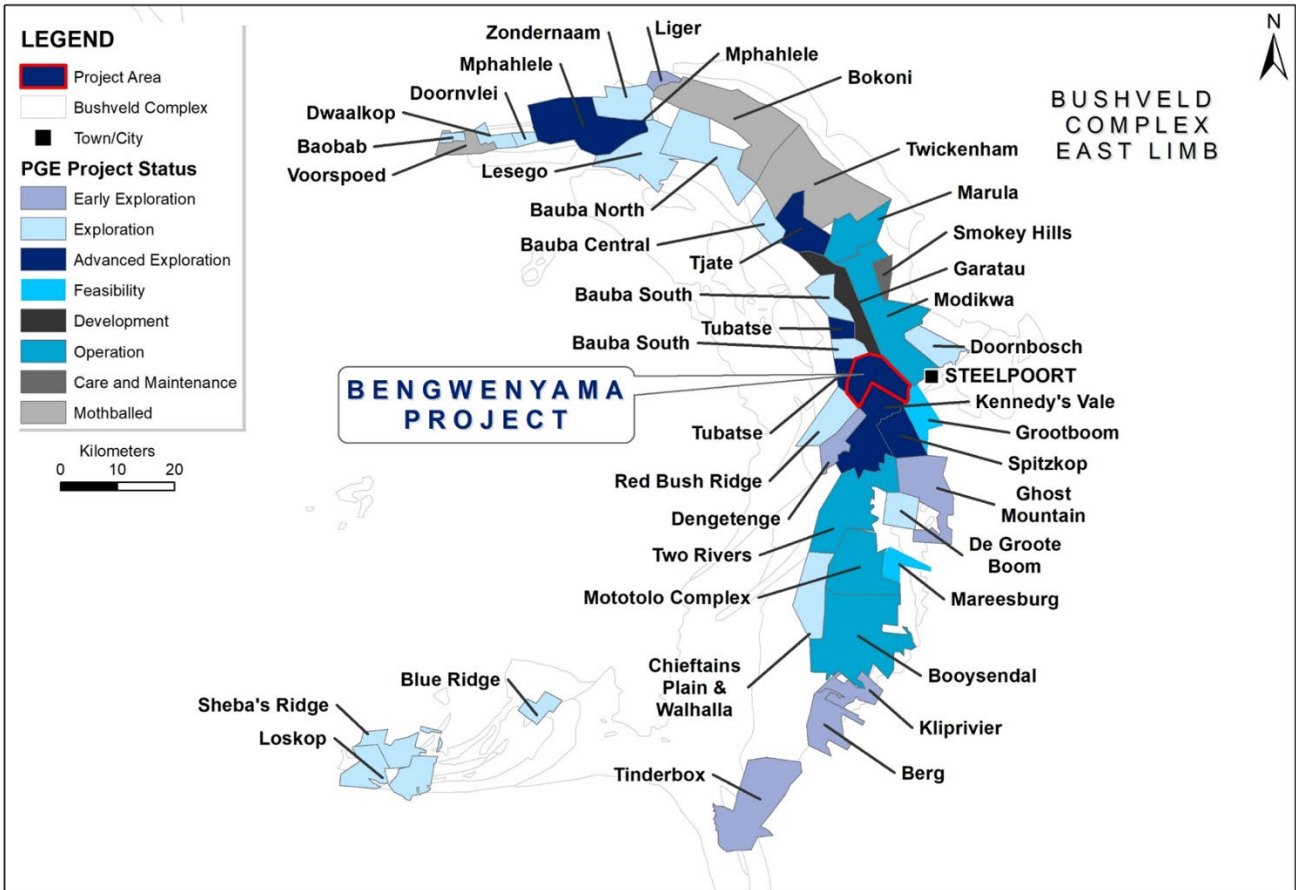 LEGEND
Project Area
Bushveld Complex
Town/City
PGE Project Status
Early Exploration
Exploration
Advanced Exploration
Feasibility
Development
Operation
Care and Maintenance
Mothballed
Kilometers
0 10 20
N
BUSHVELD
COMPLEX
EAST LIMB
Liger
Zondernaam
Mphahlele
Mphahlele
Bokoni
Doornvlei
Dwaalkop
Baobab
Voorspoed
Lesego
Twickenham
Bauba North
Marula
Bauba Central
Smokey Hills
Tjate
Garatau
Bauba South
Modikwa
Tubatse
Bauba South
Doornbosch
STEELPOORT
BENGWENYAMA
PROJECT
Kennedy's Vale
Tubatse
Grootboom
Spitzkop
Red Bush Ridge
Ghost
Mountain
Dengetenge
De Groote
Boom
Two Rivers
Mototolo Complex
Mareesburg
Chieftains
Plain &
Walhalla
Booysendal
Blue Ridge
Sheba's Ridge
Loskop
Kliprivier
Berg
Tinderbox